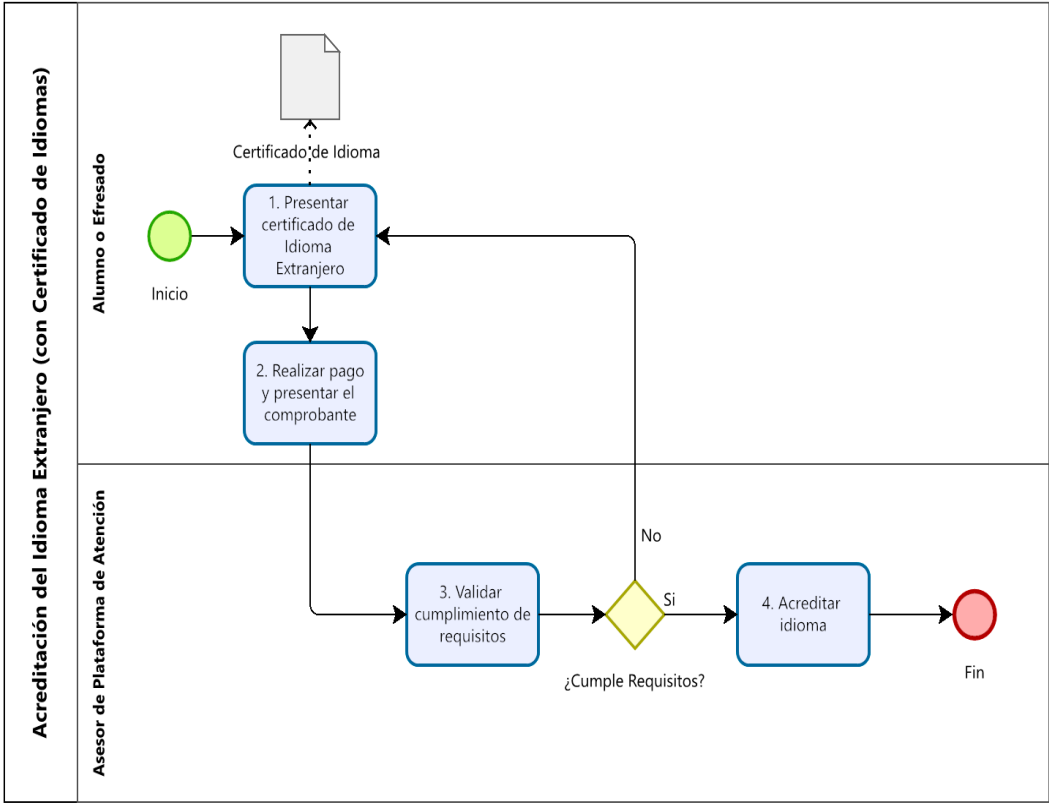 Acreditación del Idioma Extranjero (con Certificado de Idiomas)
Alumno o Efresado
Certificado de Idioma
1. Presentar
certificado de
Idioma
Extranjero
Inicio
2. Realizar pago
y presentar el
comprobante
Asesor de Plataforma de Atención
No
3. Validar
cumplimiento de
requisitos
Si
4. Acreditar
idioma
¿Cumple Requisitos?
Fin